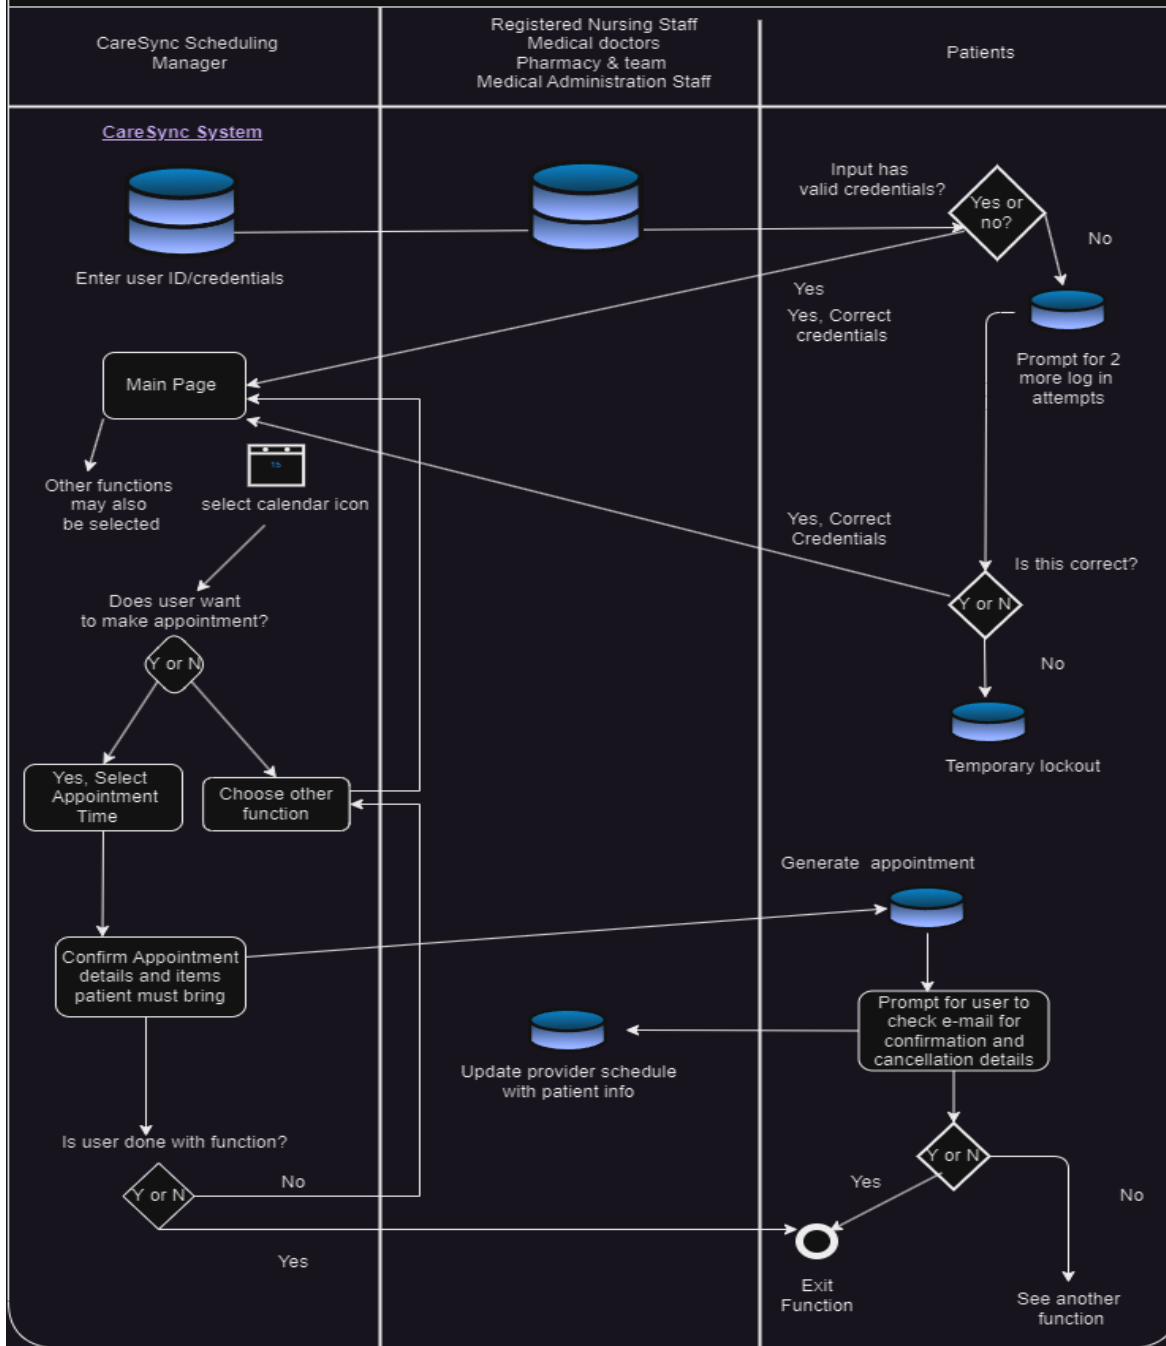 CareSync Scheduling
Manager
Registered Nursing Staff
Medical doctors
Pharmacy & team
Medical Administration Staff
Patients
CareSync System
Input has
valid credentials?
Yes or
no?
No
Enter user ID/credentials
Yes
Yes, Correct
credentials
Prompt for 2
more log in
attempts
Main Page
15
Other functions
may also
be selected
select calendar icon
Yes, Correct
Credentials
Is this correct?
Y or N
No
Does user want
to make appointment?
Y or N
Temporary lockout
Yes, Select
Appointment
Time
Choose other
function
Generate appointment
Confirm Appointment
details and items
patient must bring
Prompt for user to
check e-mail for
confirmation and
cancellation details
Update provider schedule
with patient info
Is user done with function?
Y or N
No
Yes
Y or N
Yes
No
Exit
Function
See another
function